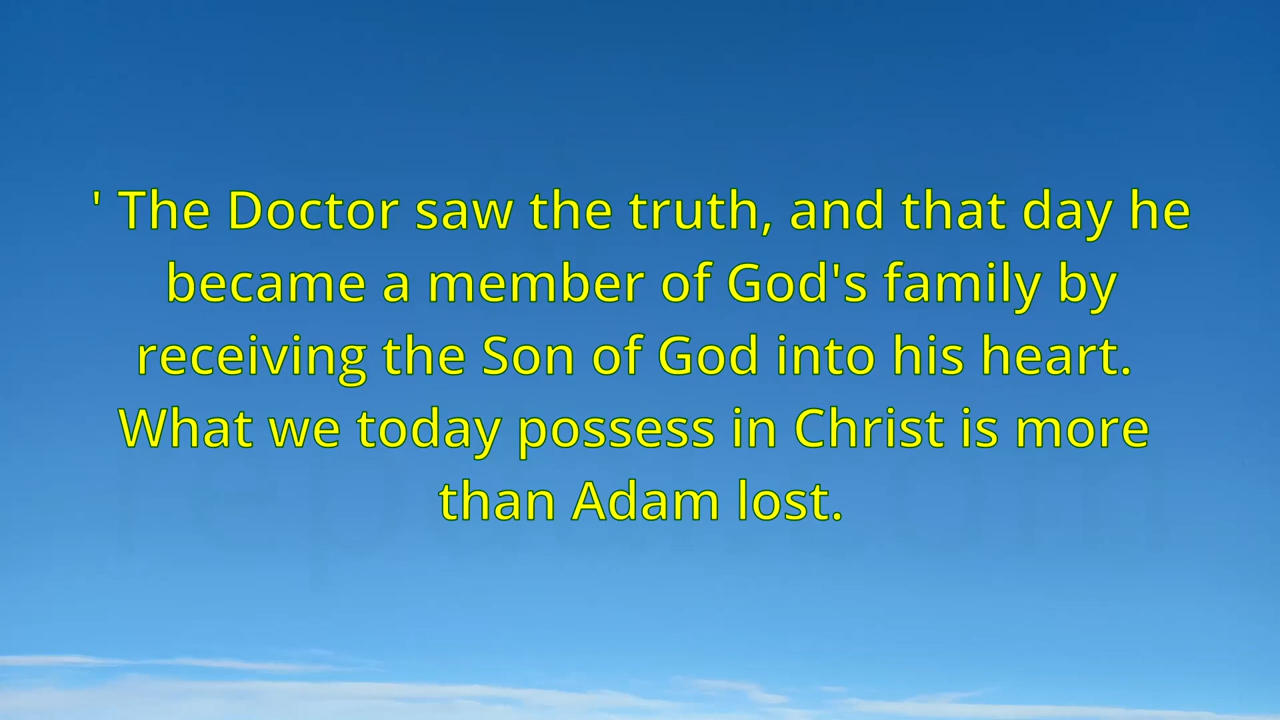 ' The Doctor saw the truth, and that day he
became a member of God's family by
receiving the Son of God into his heart.
What we today possess in Christ is more
than Adam lost.